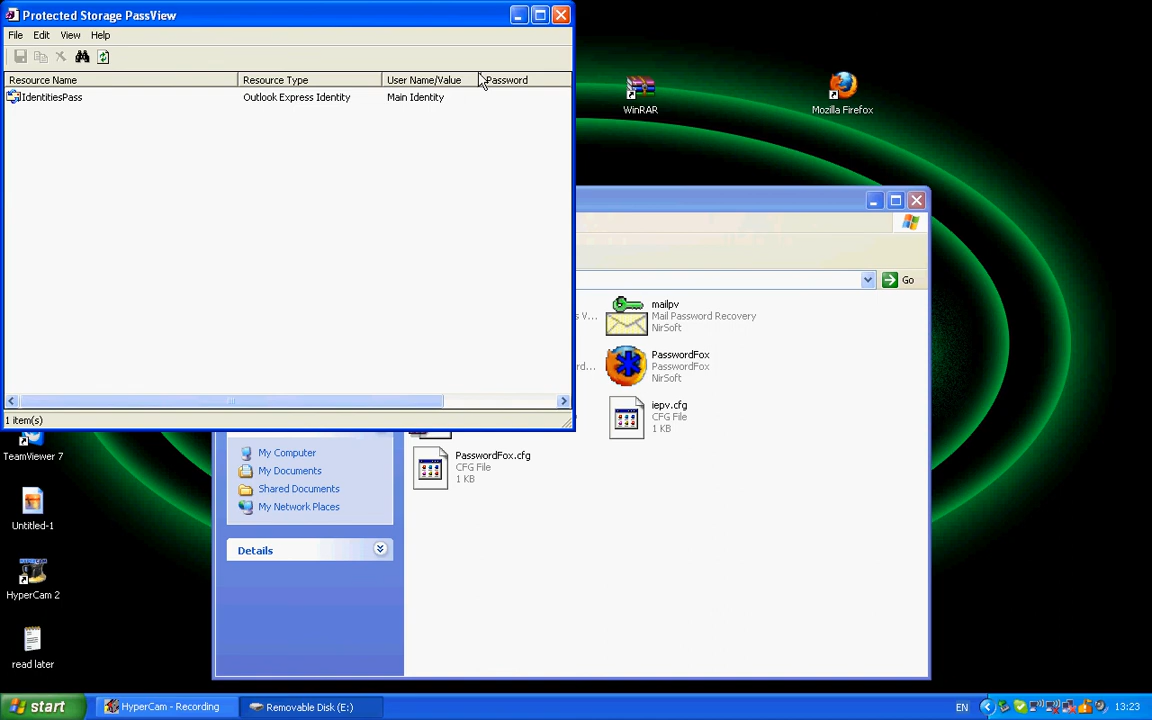 Protected Storage PassView
File Edit View Help
Resource Name Resource Type User Name/Value Password
IdentitiesPass Outlook Express Identity Main Identity
1 item(s)
WinRAR
Mozilla Firefox
Go
s V...
mailpv
Mail Password Recovery
NirSoft
rd...
PasswordFox
PasswordFox
NirSoft
iepv.cfg
CFG File
1 KB
PasswordFox.cfg
CFG File
1 KB
My Computer
My Documents
Shared Documents
My Network Places
Details
TeamViewer 7
Untitled-1
HyperCam 2
read later
start
HyperCam - Recording
Removable Disk (E:)
EN
13:23